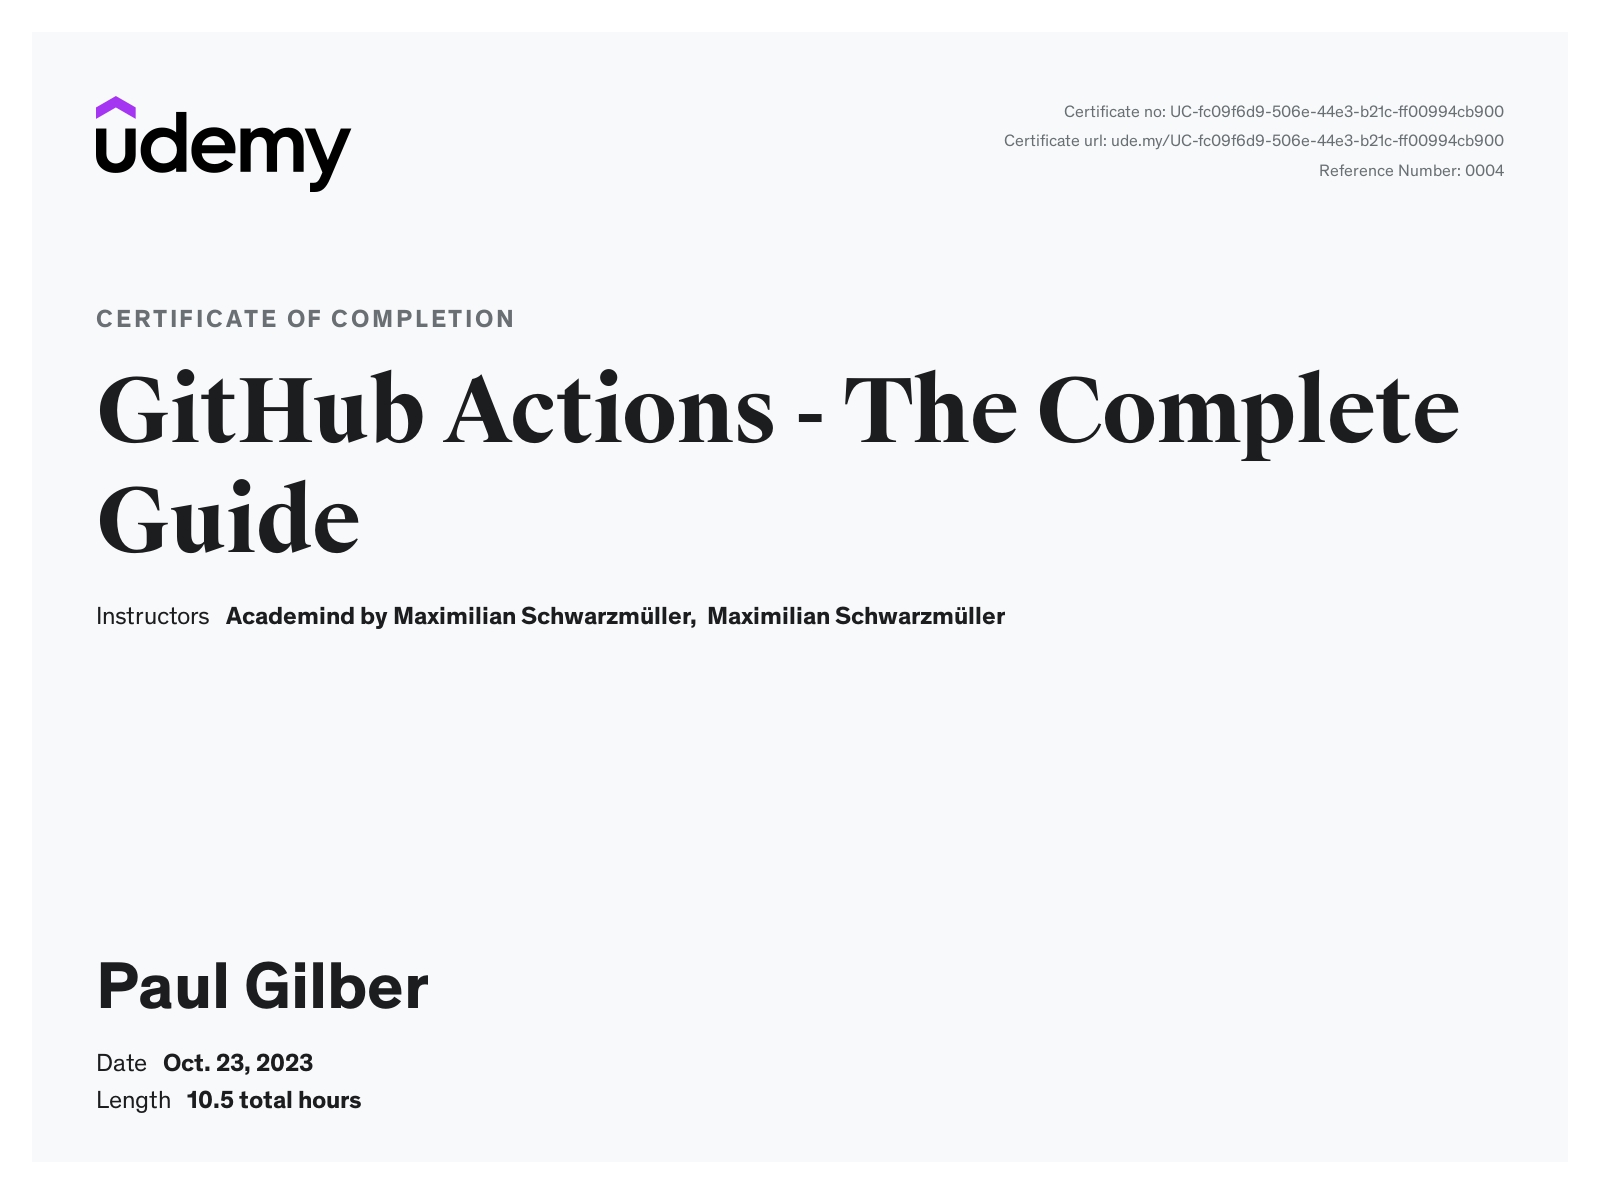 udemy
Certificate no: UC-fc09f6d9-506e-44e3-b21c-ff00994cb900
Certificate url: ude.my/UC-fc09f6d9-506e-44e3-b21c-ff00994cb900
Reference Number: 0004
CERTIFICATE OF COMPLETION
GitHub Actions - The Complete
Guide
Instructors Academind by Maximilian Schwarzmüller, Maximilian Schwarzmüller
Paul Gilber
Date Oct. 23, 2023
Length 10.5 total hours